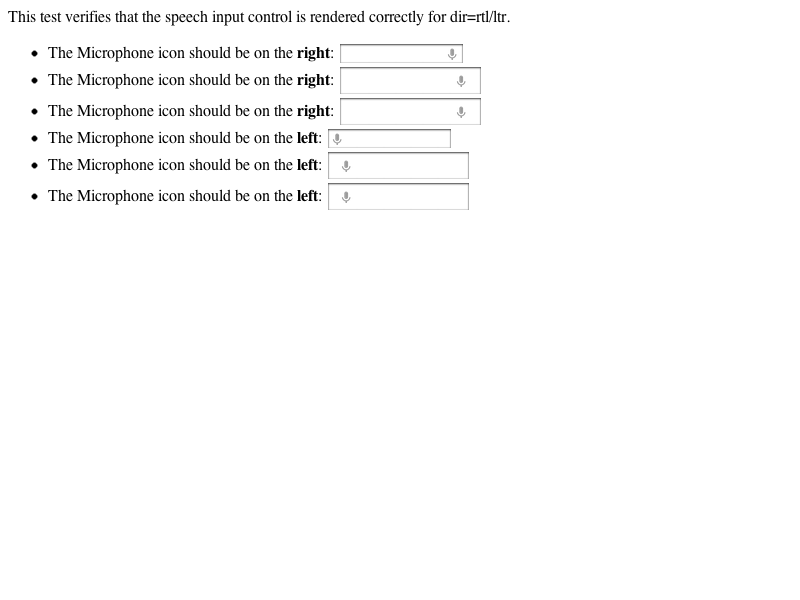 This test verifies that the speech input control is rendered correctly for dir=rtl/ltr.
The Microphone icon should be on the right:
The Microphone icon should be on the right:
The Microphone icon should be on the right:
The Microphone icon should be on the left:
The Microphone icon should be on the left:
The Microphone icon should be on the left: